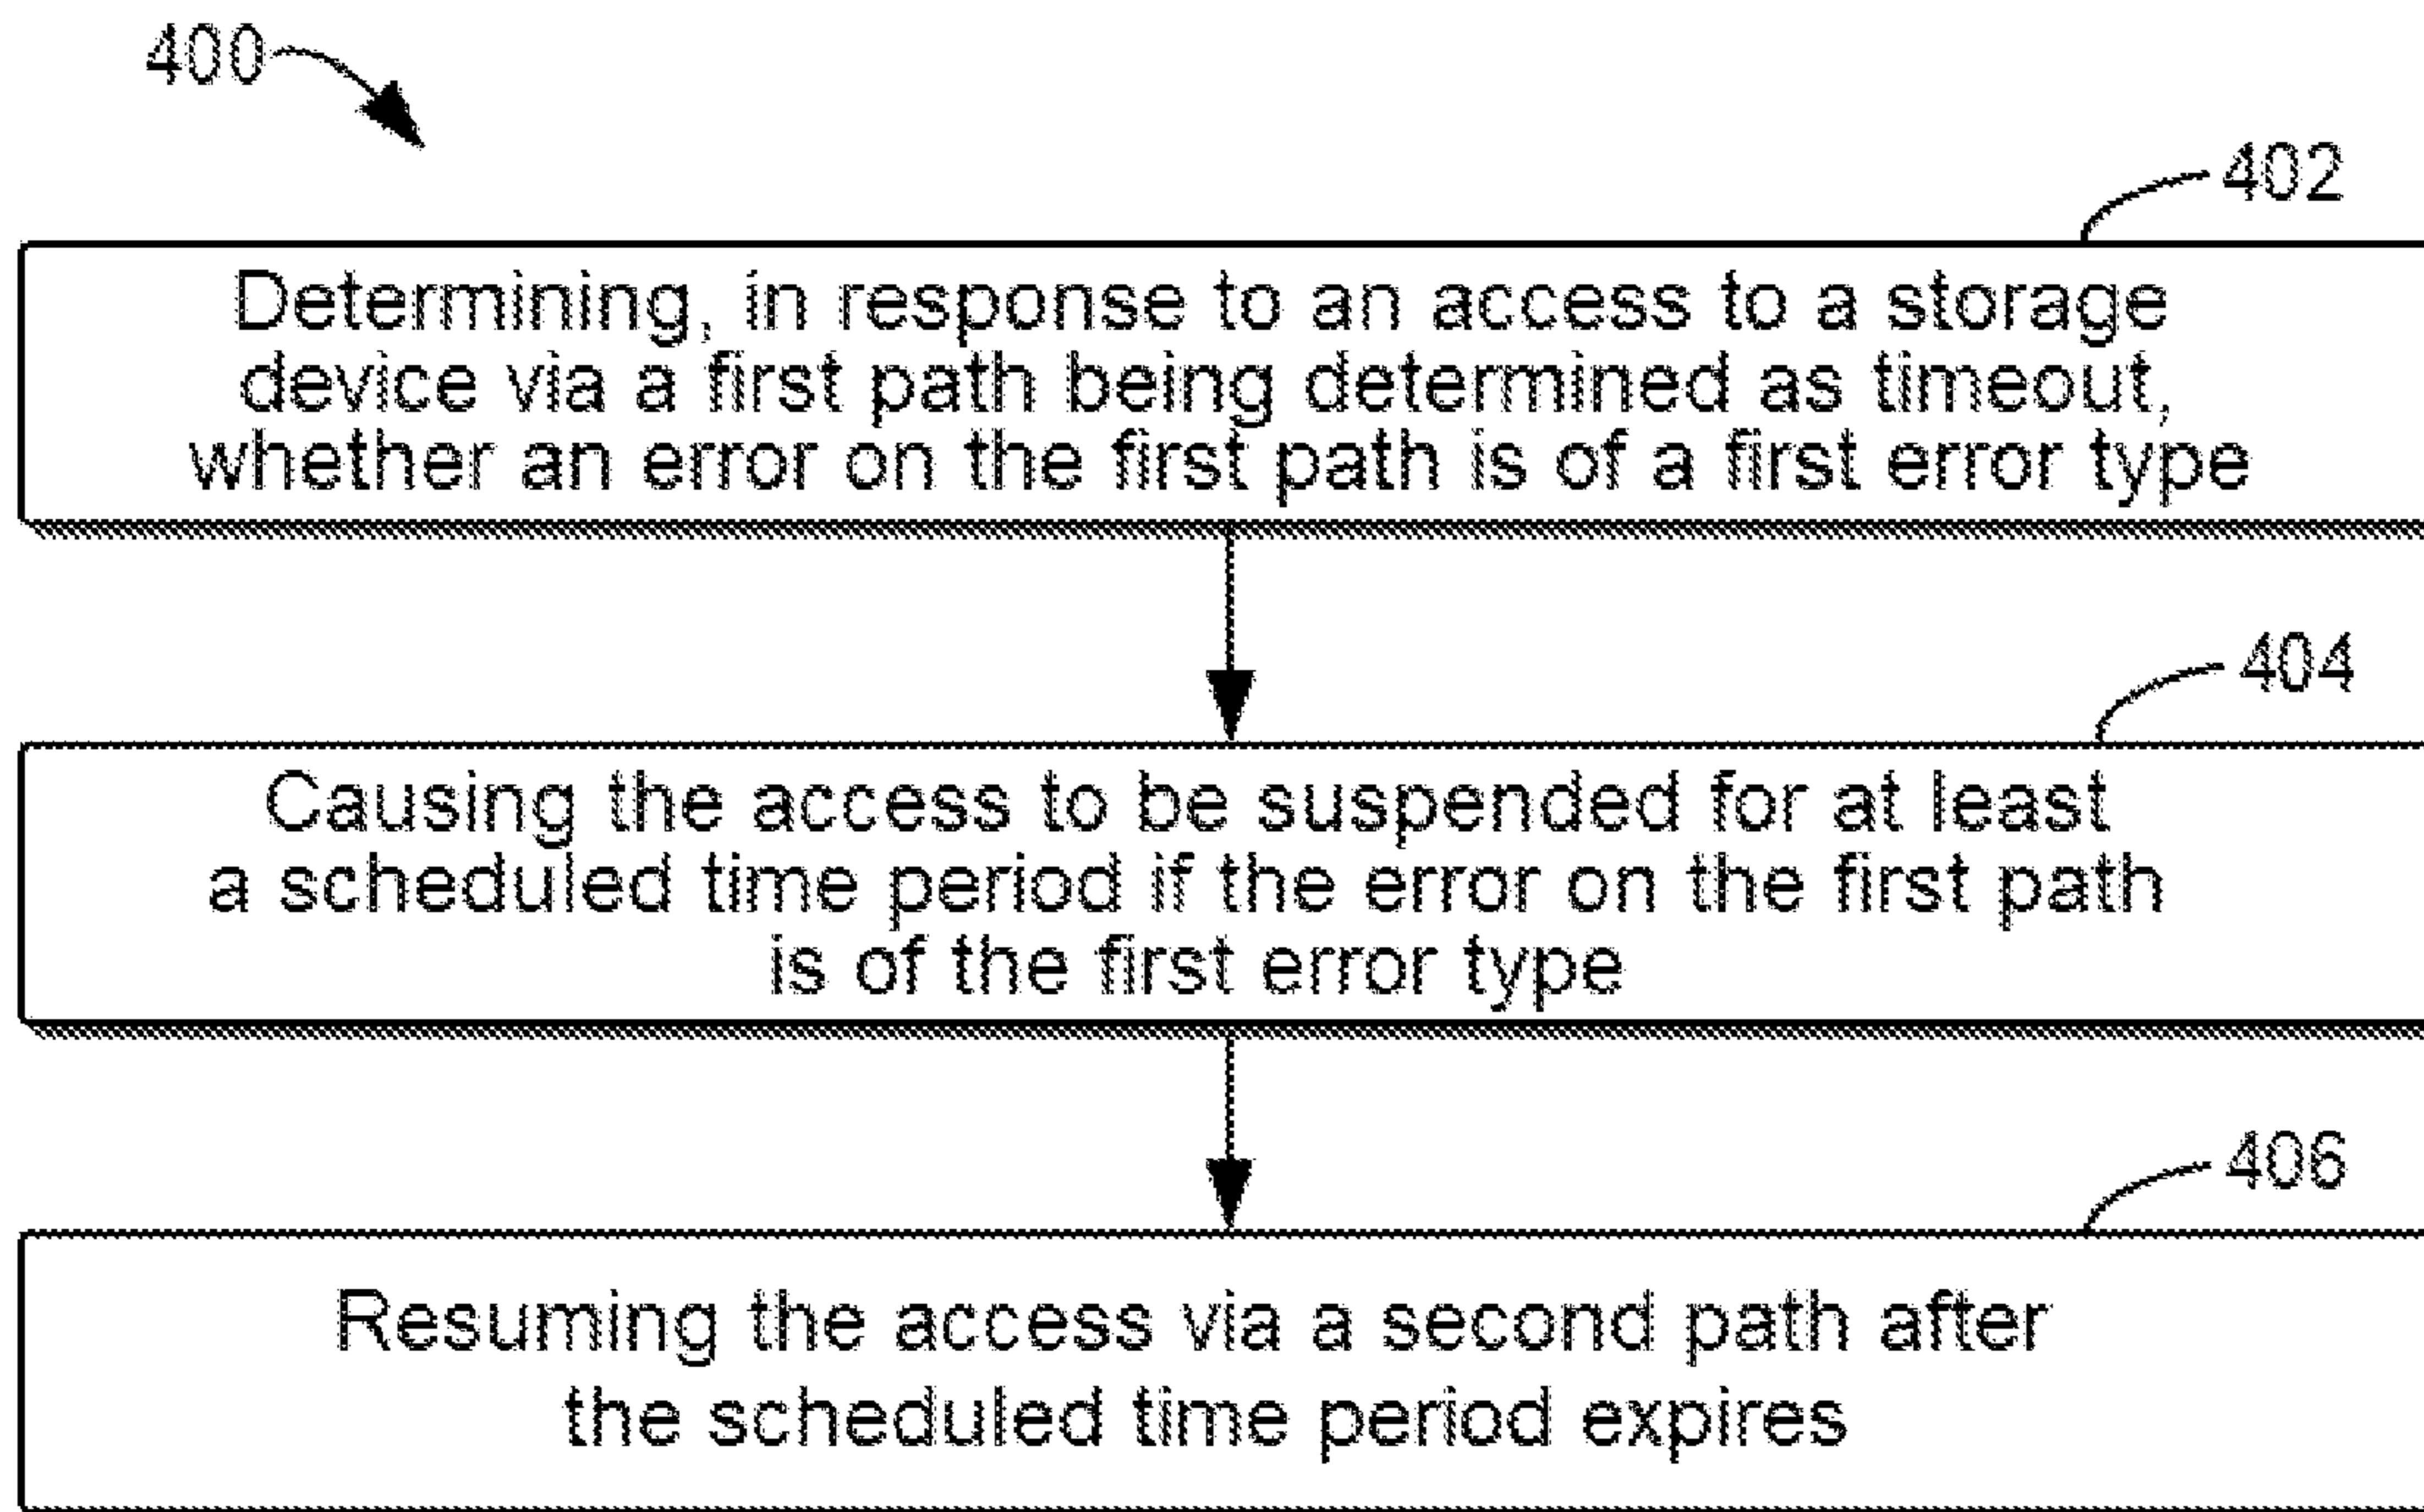 400
402
Determining, in response to an access to a storage
device via a first path being determined as timeout,
whether an error on the first path is of a first error type
404
Causing the access to be suspended for at least
a scheduled time period if the error on the first path
is of the first error type
406
Resuming the access via a second path after
the scheduled time period expires